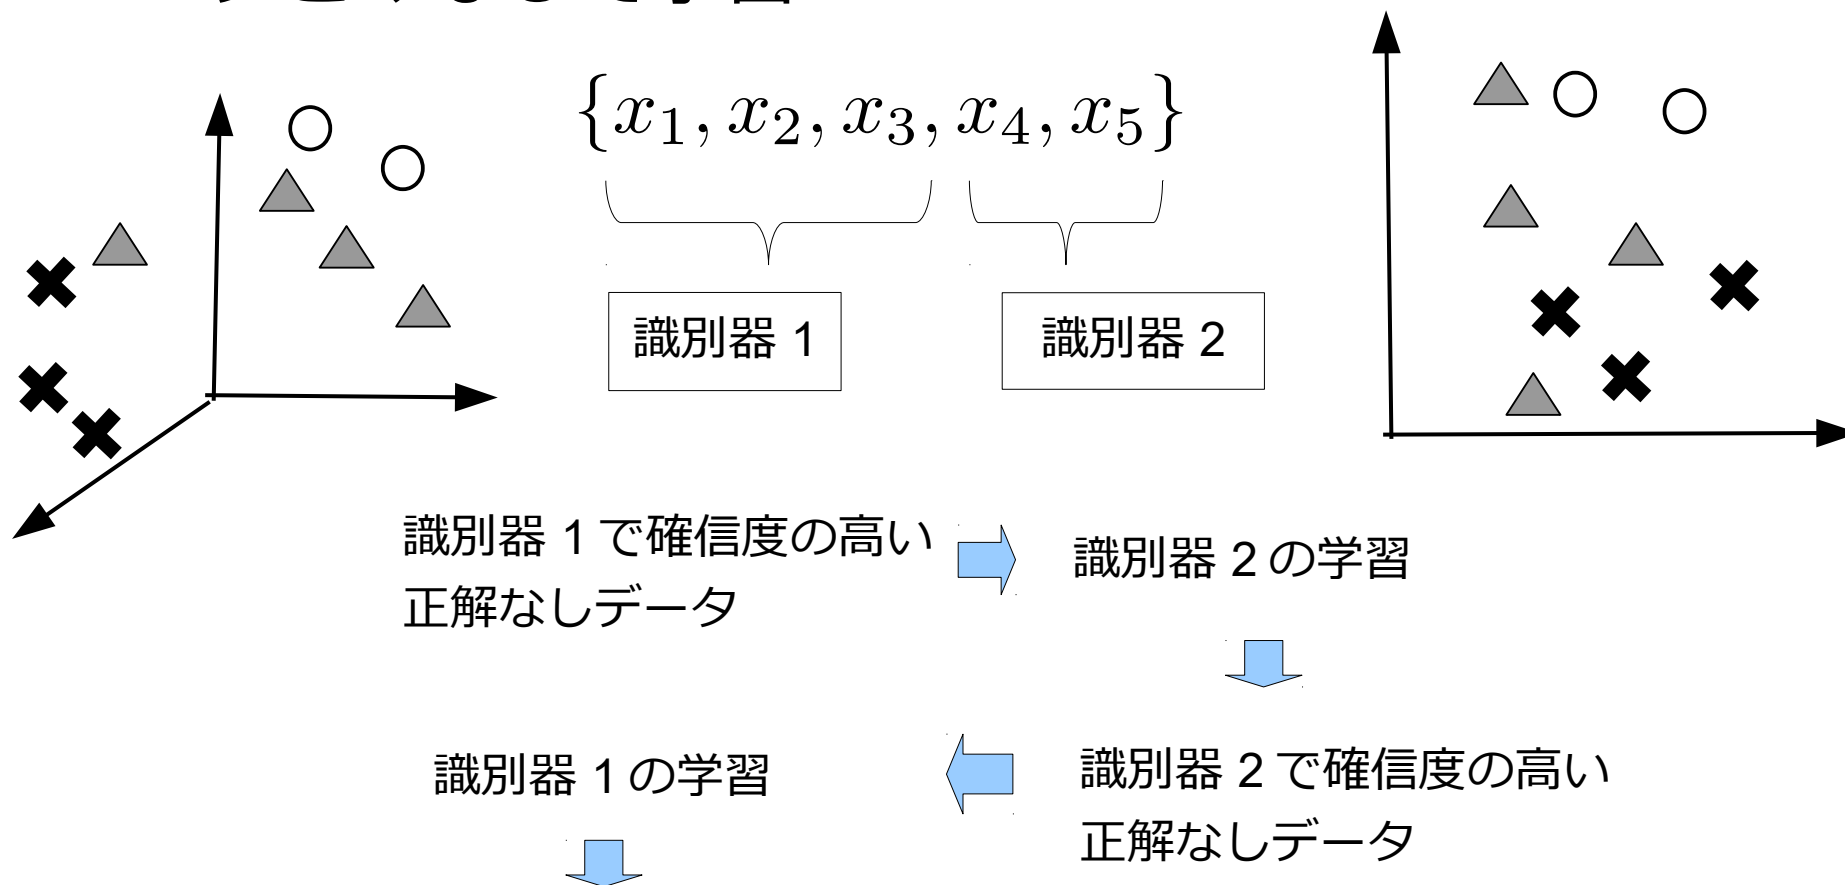 {x₁, x₂, x₃, x₄, x₅}
識別器 1
識別器 2
識別器 1 で確信度の高い
正解なしデータ
識別器 2 の学習
識別器 1 の学習
識別器 2 で確信度の高い
正解なしデータ